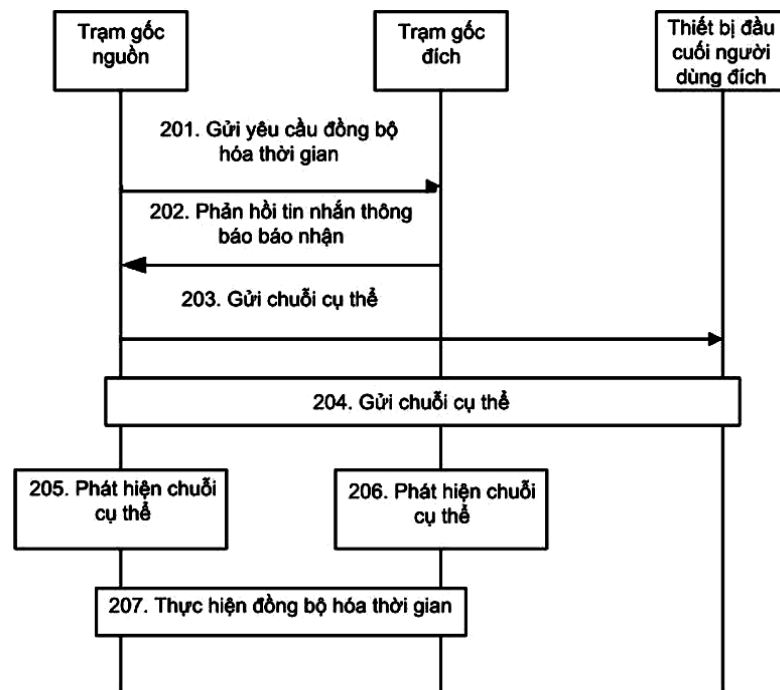 Trạm gốc
nguồn
Trạm gốc
đích
Thiết bị đầu
cuối người
dùng đích
201. Gửi yêu cầu đồng bộ
hóa thời gian
202. Phản hồi tin nhắn thông
báo báo nhận
203. Gửi chuỗi cụ thể
204. Gửi chuỗi cụ thể
205. Phát hiện chuỗi
cụ thể
206. Phát hiện chuỗi
cụ thể
207. Thực hiện đồng bộ hóa thời gian